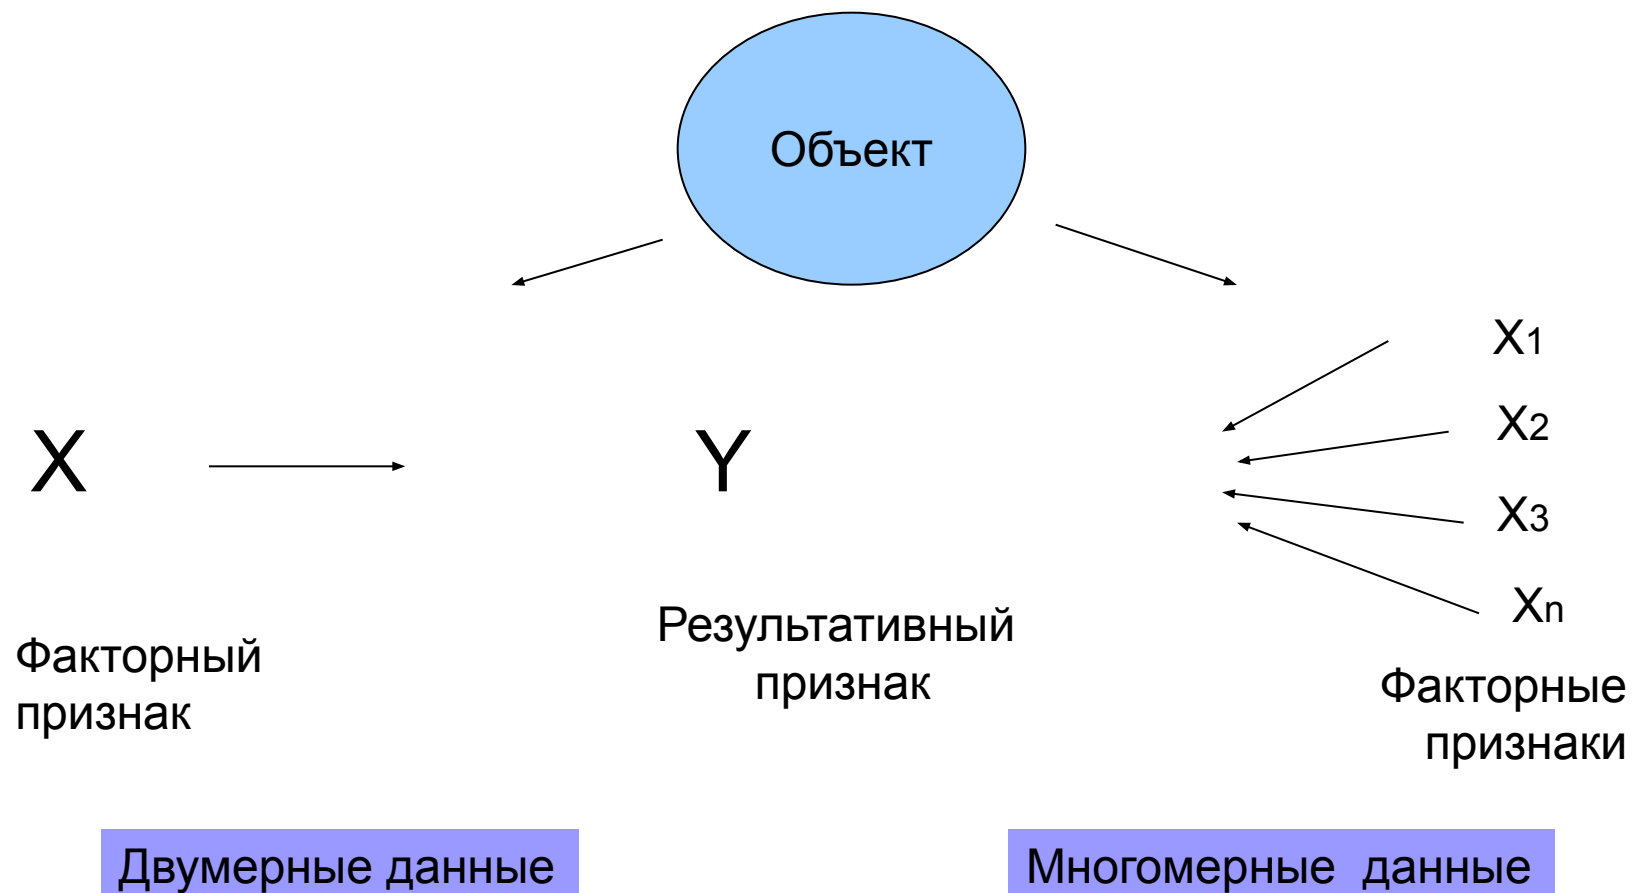 Объект
X1
X2
X
Y
X3
Xn
Факторный
признак
Результативный
признак
Факторные
признаки
Двумерные данные
Многомерные данные